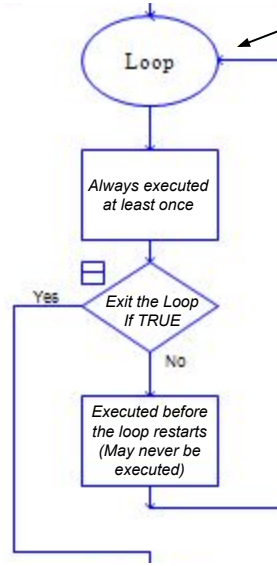 Loop
Always executed
at least once
Yes
Exit the Loop
If TRUE
No
Executed before
the loop restarts
(May never be
executed)